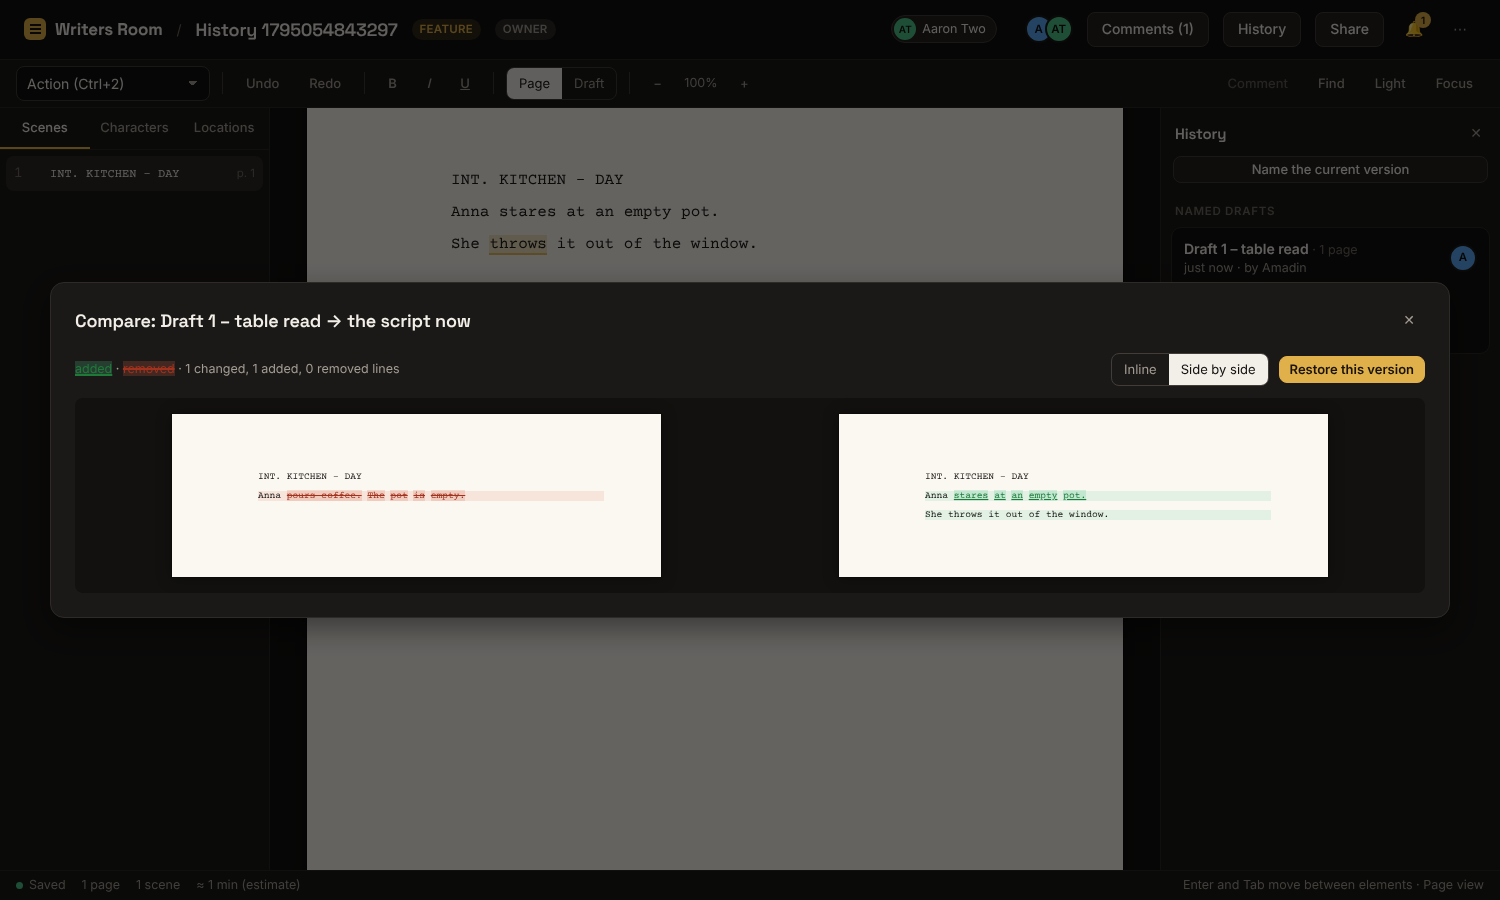 Writers Room / History 1795054843297 FEATURE OWNER AT Aaron Two A AT Comments (1) History Share 1 ···
Action (Ctrl+2) Undo Redo B I U Page Draft − 100% + Comment Find Light Focus
Scenes Characters Locations
1 INT. KITCHEN - DAY p. 1
INT. KITCHEN - DAY
Anna stares at an empty pot.
She throws it out of the window.
History ×
Name the current version
NAMED DRAFTS
Draft 1 – table read · 1 page
just now · by Amadin
A
Compare: Draft 1 – table read → the script now ×
added · removed · 1 changed, 1 added, 0 removed lines Inline Side by side Restore this version
INT. KITCHEN - DAY
Anna pours coffee. The pot is empty.
INT. KITCHEN - DAY
Anna stares at an empty pot.
She throws it out of the window.
Saved 1 page 1 scene ≈ 1 min (estimate) Enter and Tab move between elements · Page view